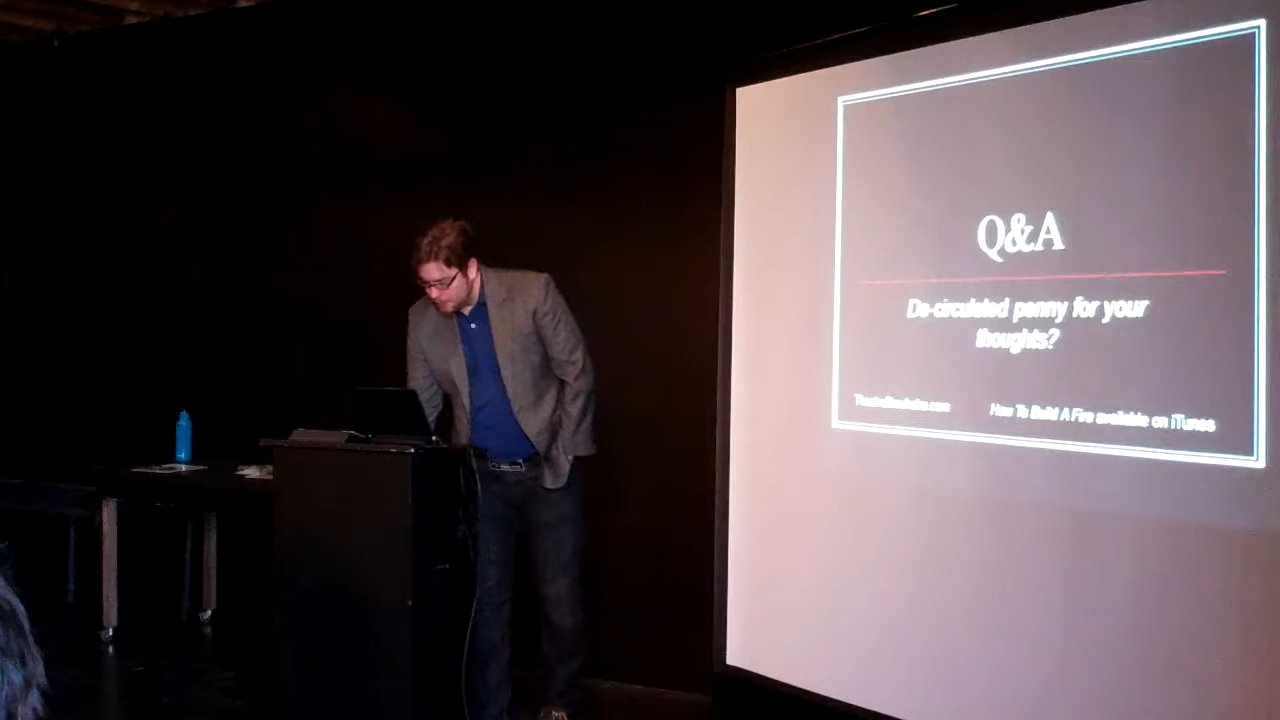 Q&A
De-circulated penny for your
thoughts?
How To Build A Fire available on iTunes